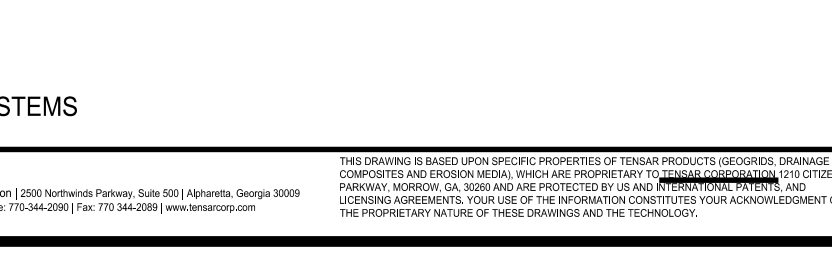 STEMS
THIS DRAWING IS BASED UPON SPECIFIC PROPERTIES OF TENSAR PRODUCTS (GEOGRIDS, DRAINAGE
COMPOSITES AND EROSION MEDIA), WHICH ARE PROPRIETARY TO TENSAR CORPORATION 1210 CITIZE
PARKWAY, MORROW, GA, 30260 AND ARE PROTECTED BY US AND INTERNATIONAL PATENTS, AND
LICENSING AGREEMENTS. YOUR USE OF THE INFORMATION CONSTITUTES YOUR ACKNOWLEDGMENT O
THE PROPRIETARY NATURE OF THESE DRAWINGS AND THE TECHNOLOGY.
on | 2500 Northwinds Parkway, Suite 500 | Alpharetta, Georgia 30009
e: 770-344-2090 | Fax: 770 344-2089 | www.tensarcorp.com